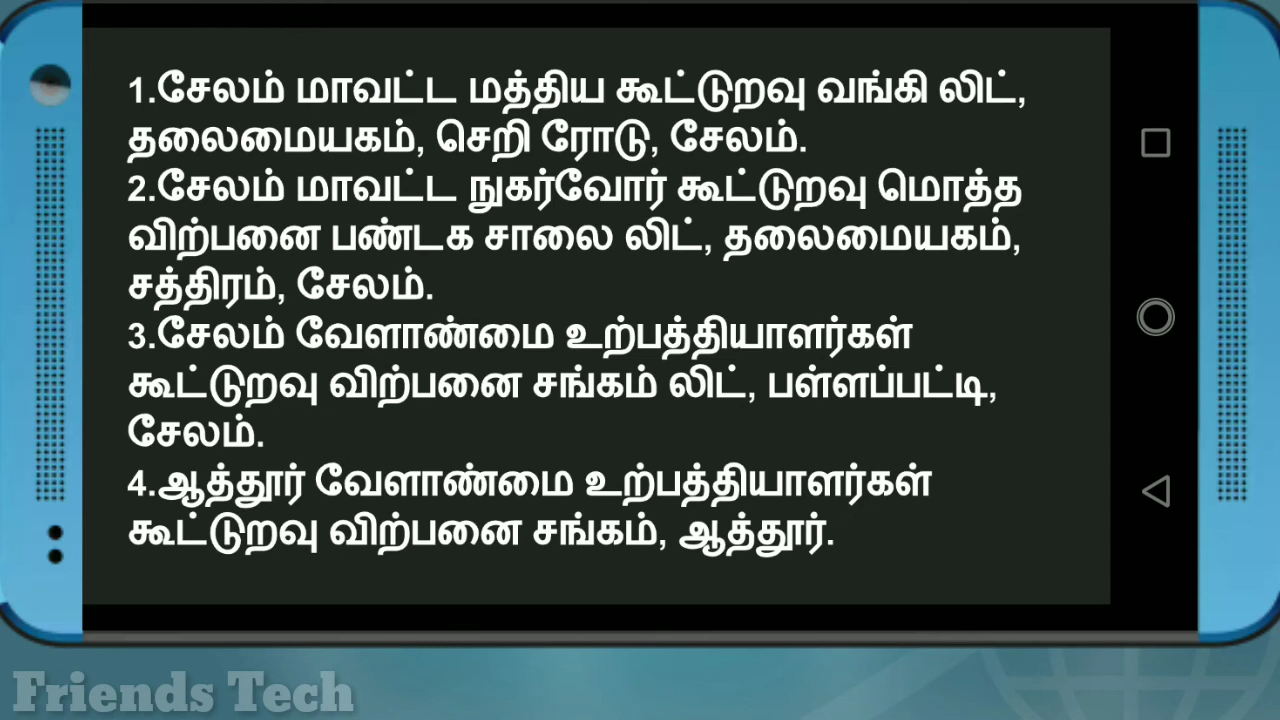 1.சேலம் மாவட்ட மத்திய கூட்டுறவு வங்கி லிட்,
தலைமையகம், செறி ரோடு, சேலம்.
2.சேலம் மாவட்ட நுகர்வோர் கூட்டுறவு மொத்த
விற்பனை பண்டக சாலை லிட், தலைமையகம்,
சத்திரம், சேலம்.
3.சேலம் வேளாண்மை உற்பத்தியாளர்கள்
கூட்டுறவு விற்பனை சங்கம் லிட், பள்ளப்பட்டி,
சேலம்.
4.ஆத்தூர் வேளாண்மை உற்பத்தியாளர்கள்
கூட்டுறவு விற்பனை சங்கம், ஆத்தூர்.
Friends Tech